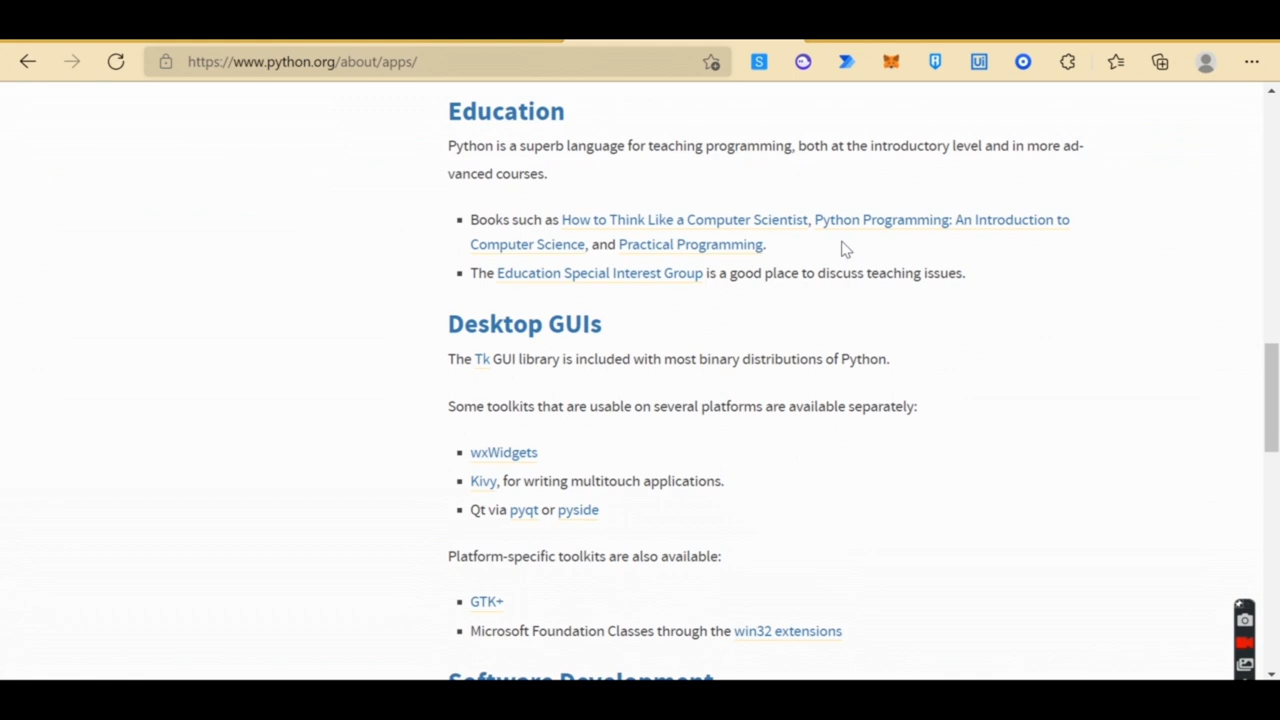 https://www.python.org/about/apps/
Education
Python is a superb language for teaching programming, both at the introductory level and in more ad-
vanced courses.
▪ Books such as How to Think Like a Computer Scientist, Python Programming: An Introduction to
Computer Science, and Practical Programming.
▪ The Education Special Interest Group is a good place to discuss teaching issues.
Desktop GUIs
The Tk GUI library is included with most binary distributions of Python.
Some toolkits that are usable on several platforms are available separately:
▪ wxWidgets
▪ Kivy, for writing multitouch applications.
▪ Qt via pyqt or pyside
Platform-specific toolkits are also available:
▪ GTK+
▪ Microsoft Foundation Classes through the win32 extensions
Software Development